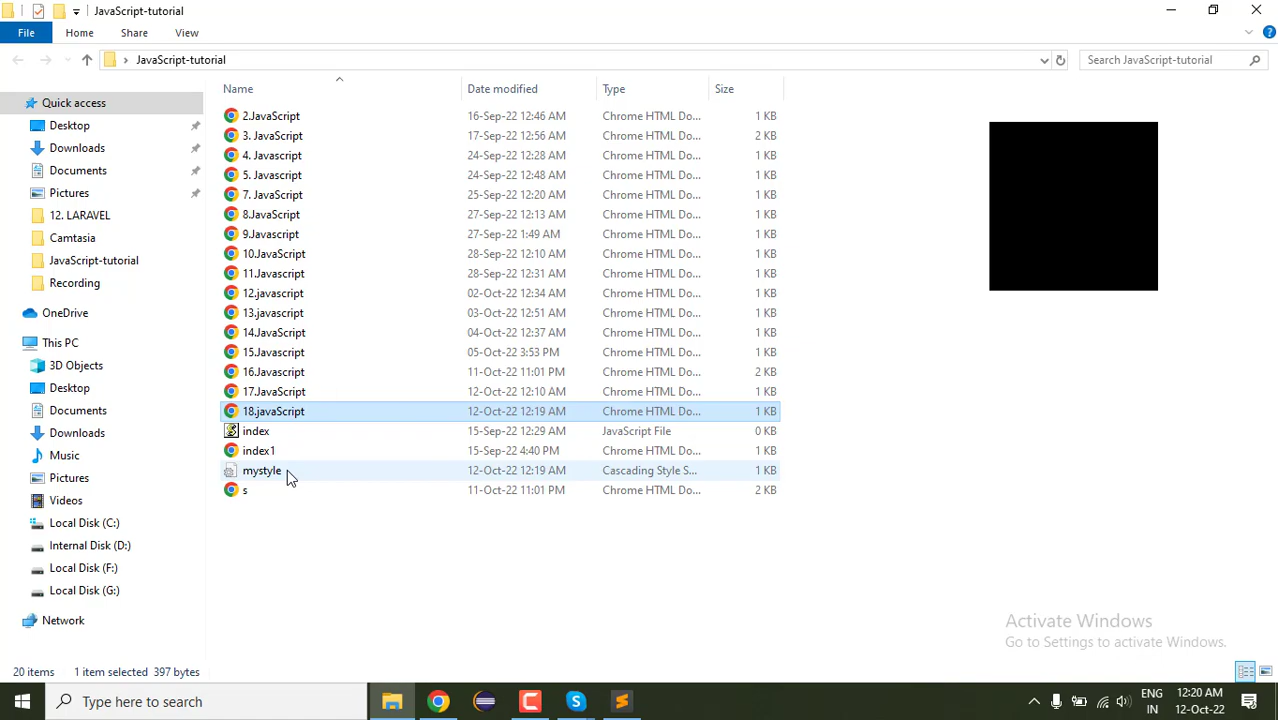 JavaScript-tutorial
File Home Share View
JavaScript-tutorial
Search JavaScript-tutorial
Name Date modified Type Size
Quick access
Desktop
Downloads
Documents
Pictures
12. LARAVEL
Camtasia
JavaScript-tutorial
Recording
OneDrive
This PC
3D Objects
Desktop
Documents
Downloads
Music
Pictures
Videos
Local Disk (C:)
Internal Disk (D:)
Local Disk (F:)
Local Disk (G:)
Network
2.JavaScript 16-Sep-22 12:46 AM Chrome HTML Do... 1 KB
3. JavaScript 17-Sep-22 12:56 AM Chrome HTML Do... 2 KB
4. Javascript 24-Sep-22 12:28 AM Chrome HTML Do... 1 KB
5. Javascript 24-Sep-22 12:48 AM Chrome HTML Do... 1 KB
7. JavaScript 25-Sep-22 12:20 AM Chrome HTML Do... 1 KB
8.JavaScript 27-Sep-22 12:13 AM Chrome HTML Do... 1 KB
9.Javascript 27-Sep-22 1:49 AM Chrome HTML Do... 1 KB
10.JavaScript 28-Sep-22 12:10 AM Chrome HTML Do... 1 KB
11.Javascript 28-Sep-22 12:31 AM Chrome HTML Do... 1 KB
12.javascript 02-Oct-22 12:34 AM Chrome HTML Do... 1 KB
13.javascript 03-Oct-22 12:51 AM Chrome HTML Do... 1 KB
14.JavaScript 04-Oct-22 12:37 AM Chrome HTML Do... 1 KB
15.Javascript 05-Oct-22 3:53 PM Chrome HTML Do... 1 KB
16.Javascript 11-Oct-22 11:01 PM Chrome HTML Do... 2 KB
17.JavaScript 12-Oct-22 12:10 AM Chrome HTML Do... 1 KB
18.javaScript 12-Oct-22 12:19 AM Chrome HTML Do... 1 KB
index 15-Sep-22 12:29 AM JavaScript File 0 KB
index1 15-Sep-22 4:40 PM Chrome HTML Do... 1 KB
mystyle 12-Oct-22 12:19 AM Cascading Style S... 1 KB
s 11-Oct-22 11:01 PM Chrome HTML Do... 2 KB
Activate Windows
Go to Settings to activate Windows.
20 items 1 item selected 397 bytes
Type here to search
ENG
IN
12:20 AM
12-Oct-22